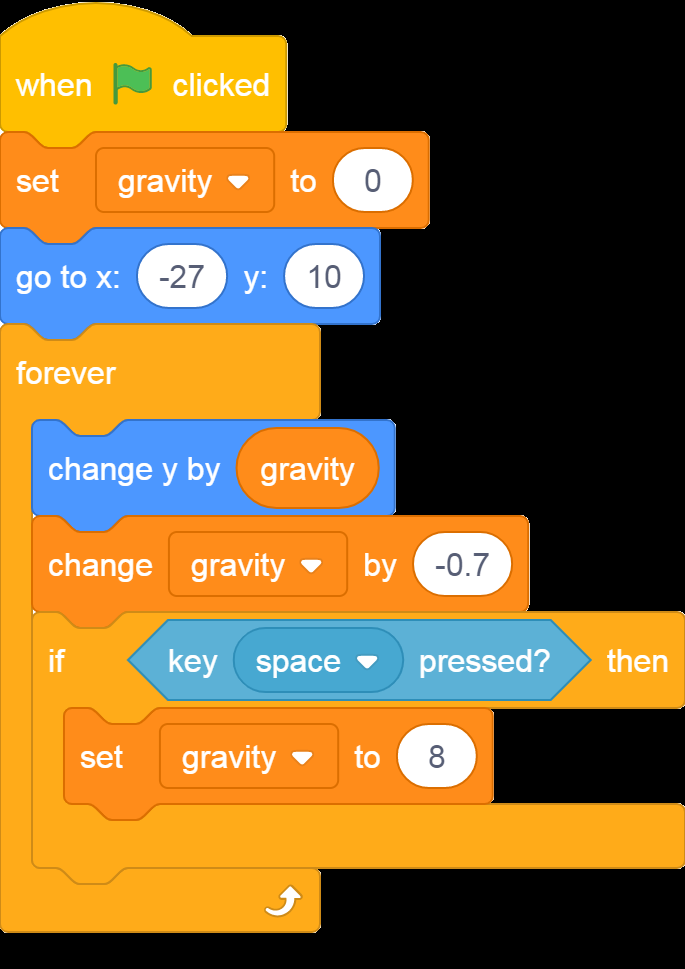 when clicked
set gravity to 0
go to x: -27 y: 10
forever
change y by gravity
change gravity by -0.7
if key space pressed? then
set gravity to 8